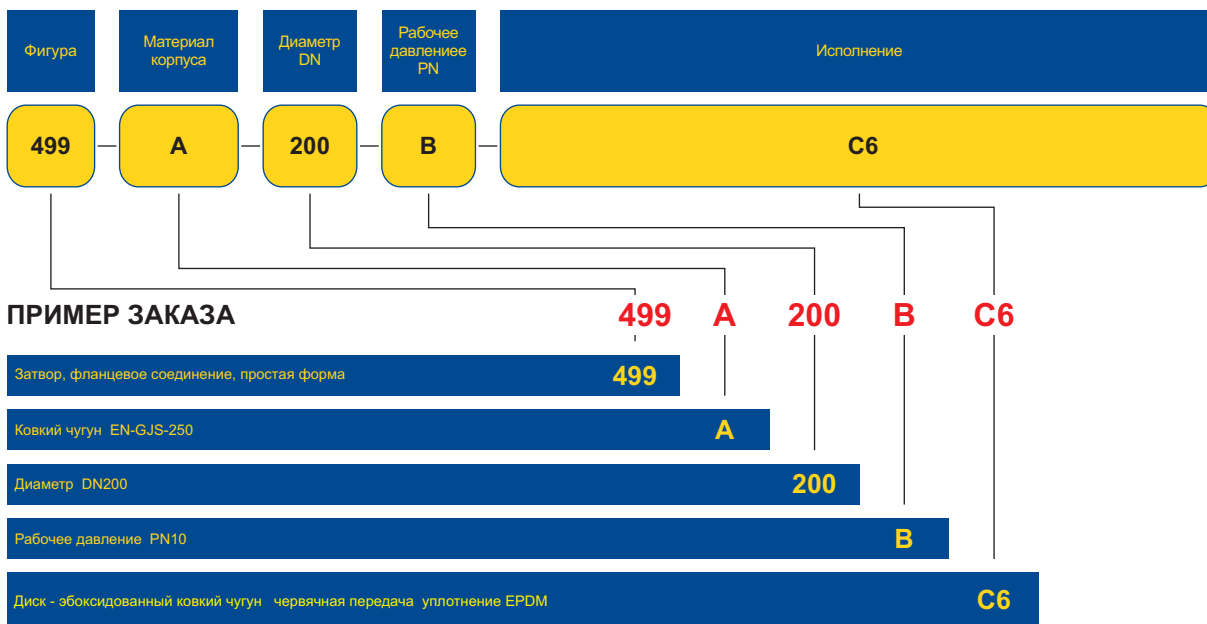 Фигура
Материал
корпуса
Диаметр
DN
Рабочее
давлениее
PN
Исполнение
499
A
200
B
C6
ПРИМЕР ЗАКАЗА
499 A 200 B C6
Затвор, фланцевое соединение, простая форма 499
Ковкий чугун EN-GJS-250 A
Диаметр DN200 200
Рабочее давление PN10 B
Диск - эбоксидованный ковкий чугун червячная передача уплотнение EPDM C6